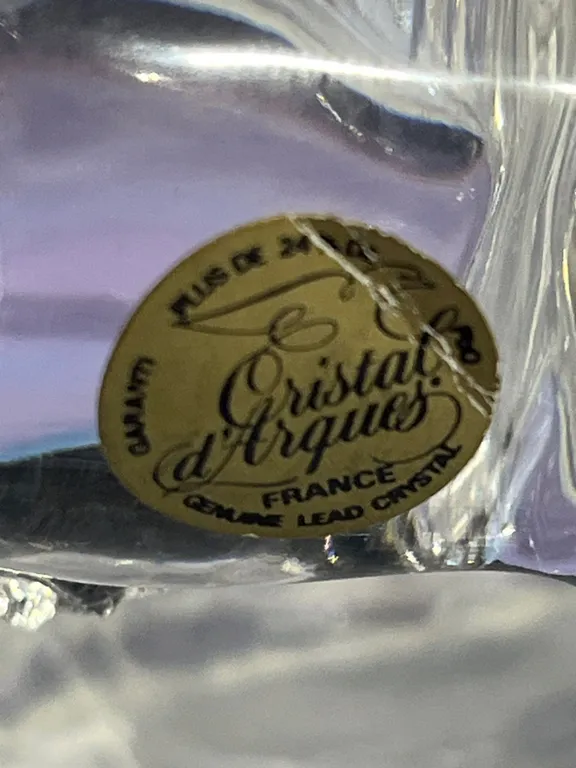 GARANTI PLUS DE 24
Cristal
d'Arques
FRANCE
GENUINE LEAD CRYSTAL